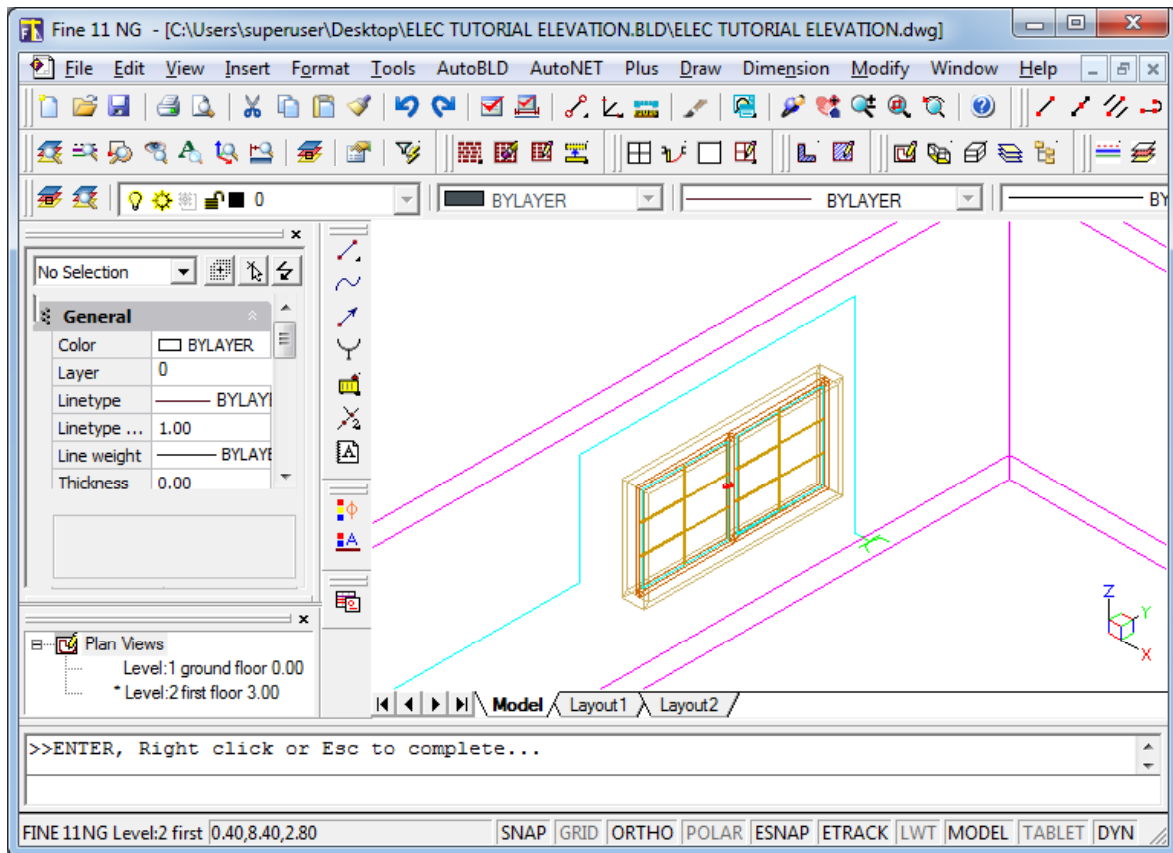 Fine 11 NG - [C:\Users\superuser\Desktop\ELEC TUTORIAL ELEVATION.BLD\ELEC TUTORIAL ELEVATION.dwg]
File Edit View Insert Format Tools AutoBLD AutoNET Plus Draw Dimension Modify Window Help
0 BYLAYER BYLAYER BY
No Selection
General
Color BYLAYER
Layer 0
Linetype BYLAY
Linetype ... 1.00
Line weight BYLAYE
Thickness 0.00
Plan Views
Level:1 ground floor 0.00
* Level:2 first floor 3.00
Z
Y
X
Model Layout1 Layout2
>>ENTER, Right click or Esc to complete...
FINE 11NG Level:2 first 0.40,8.40,2.80 SNAP GRID ORTHO POLAR ESNAP ETRACK LWT MODEL TABLET DYN